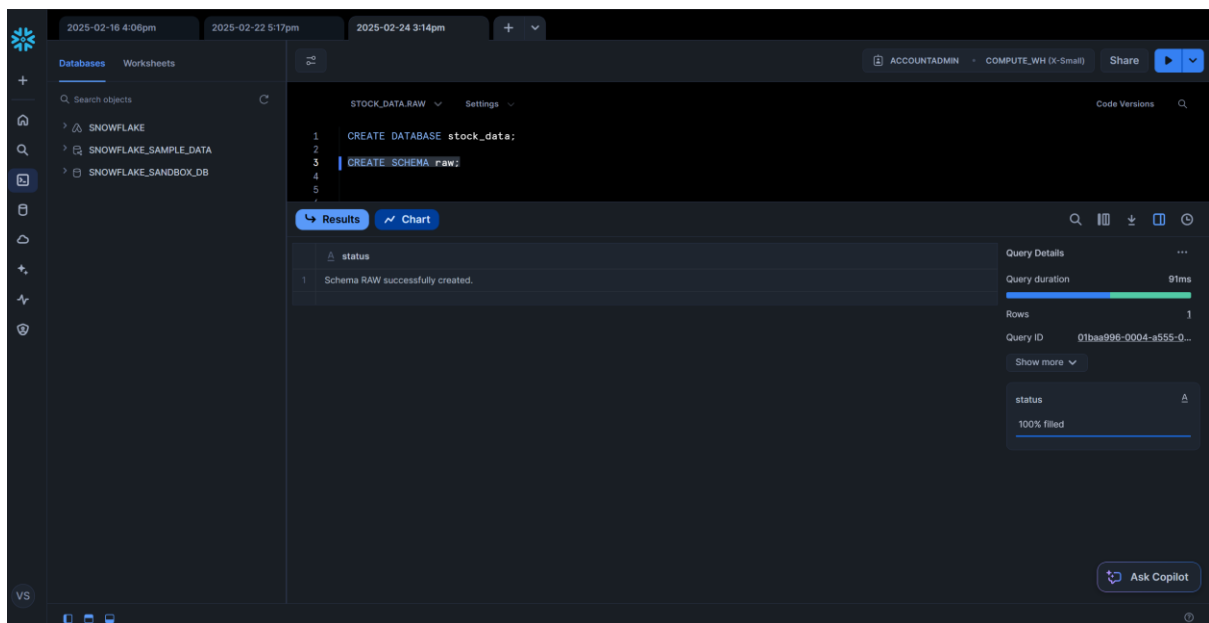 2025-02-16 4:06pm
2025-02-22 5:17pm
2025-02-24 3:14pm
Databases Worksheets
ACCOUNTADMIN · COMPUTE_WH (X-Small)
Share
Search objects
SNOWFLAKE
SNOWFLAKE_SAMPLE_DATA
SNOWFLAKE_SANDBOX_DB
STOCK_DATA.RAW Settings
Code Versions
1 CREATE DATABASE stock_data;
2
3 CREATE SCHEMA raw;
4
5
Results Chart
A status
1 Schema RAW successfully created.
Query Details ...
Query duration 91ms
Rows 1
Query ID 01baa996-0004-a555-0...
Show more
status A
100% filled
Ask Copilot
VS